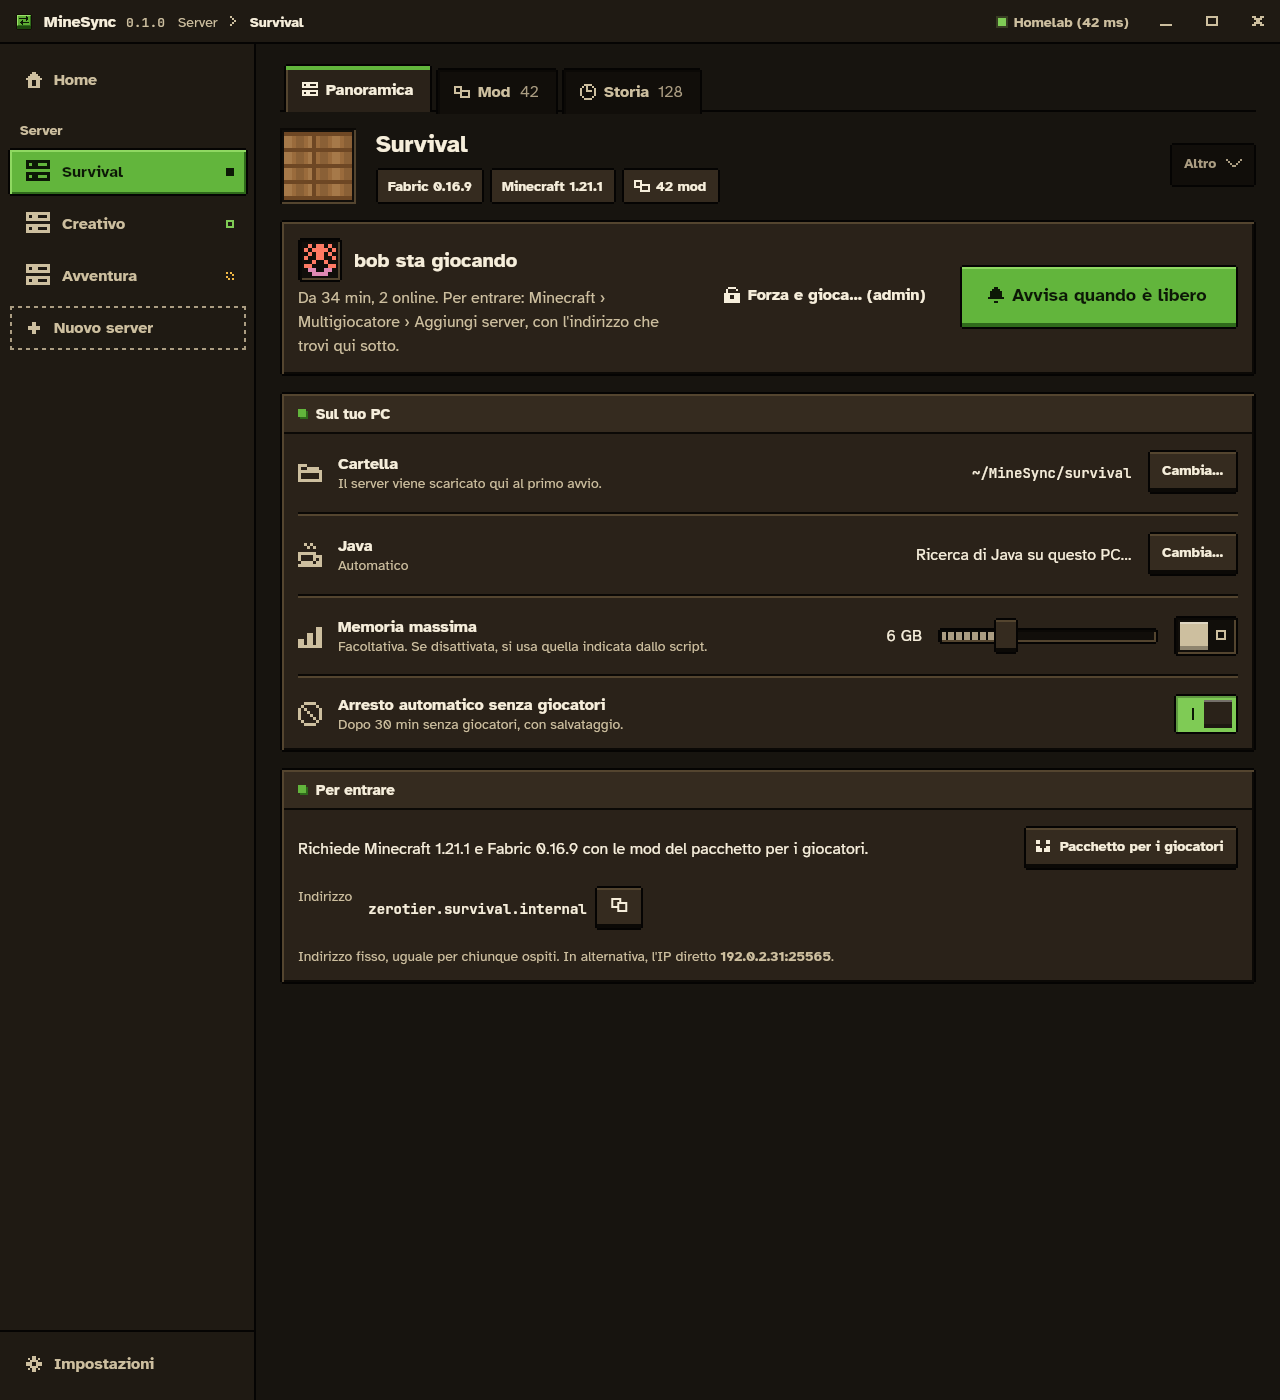 MineSync 0.1.0 Server Survival
Homelab (42 ms)
Home
Server
Survival
Creativo
Avventura
Nuovo server
Impostazioni
Panoramica
Mod 42
Storia 128
Survival
Fabric 0.16.9
Minecraft 1.21.1
42 mod
Altro
bob sta giocando
Da 34 min, 2 online. Per entrare: Minecraft ›
Multigiocatore › Aggiungi server, con l'indirizzo che
trovi qui sotto.
Forza e gioca... (admin)
Avvisa quando è libero
Sul tuo PC
Cartella
Il server viene scaricato qui al primo avvio.
~/MineSync/survival
Cambia...
Java
Automatico
Ricerca di Java su questo PC...
Cambia...
Memoria massima
Facoltativa. Se disattivata, si usa quella indicata dallo script.
6 GB
Arresto automatico senza giocatori
Dopo 30 min senza giocatori, con salvataggio.
Per entrare
Richiede Minecraft 1.21.1 e Fabric 0.16.9 con le mod del pacchetto per i giocatori.
Pacchetto per i giocatori
Indirizzo
zerotier.survival.internal
Indirizzo fisso, uguale per chiunque ospiti. In alternativa, l'IP diretto 192.0.2.31:25565.